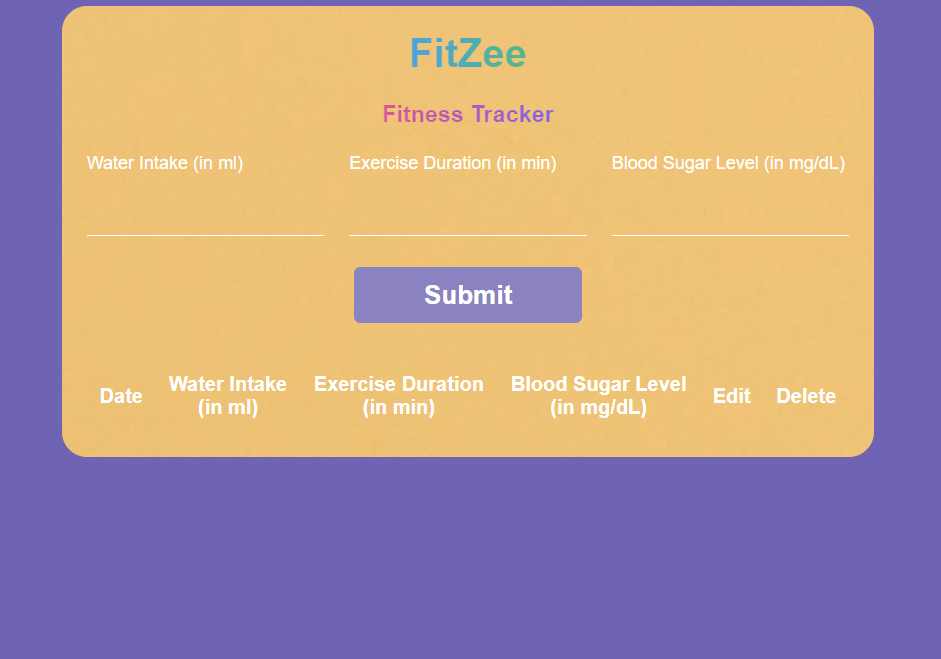 FitZee
Fitness Tracker
Water Intake (in ml) Exercise Duration (in min) Blood Sugar Level (in mg/dL)
Submit
Date Water Intake (in ml) Exercise Duration (in min) Blood Sugar Level (in mg/dL) Edit Delete